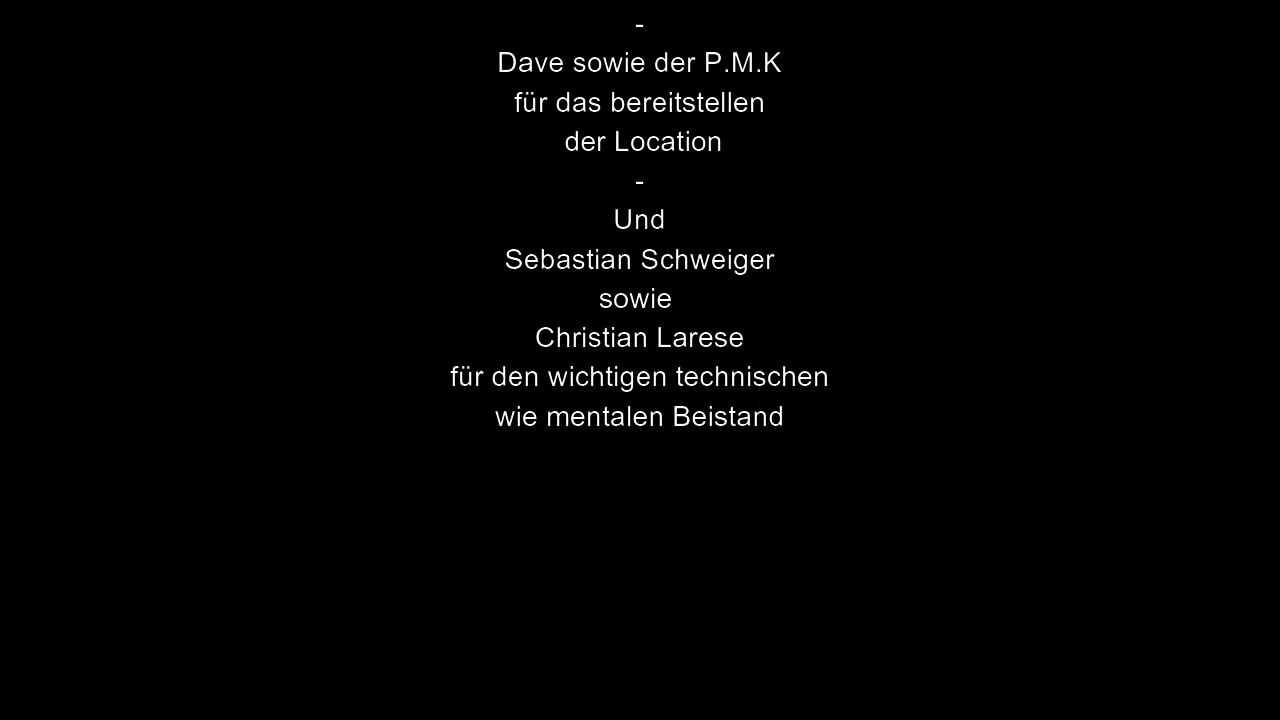 -
Dave sowie der P.M.K
für das bereitstellen
der Location
-
Und
Sebastian Schweiger
sowie
Christian Larese
für den wichtigen technischen
wie mentalen Beistand